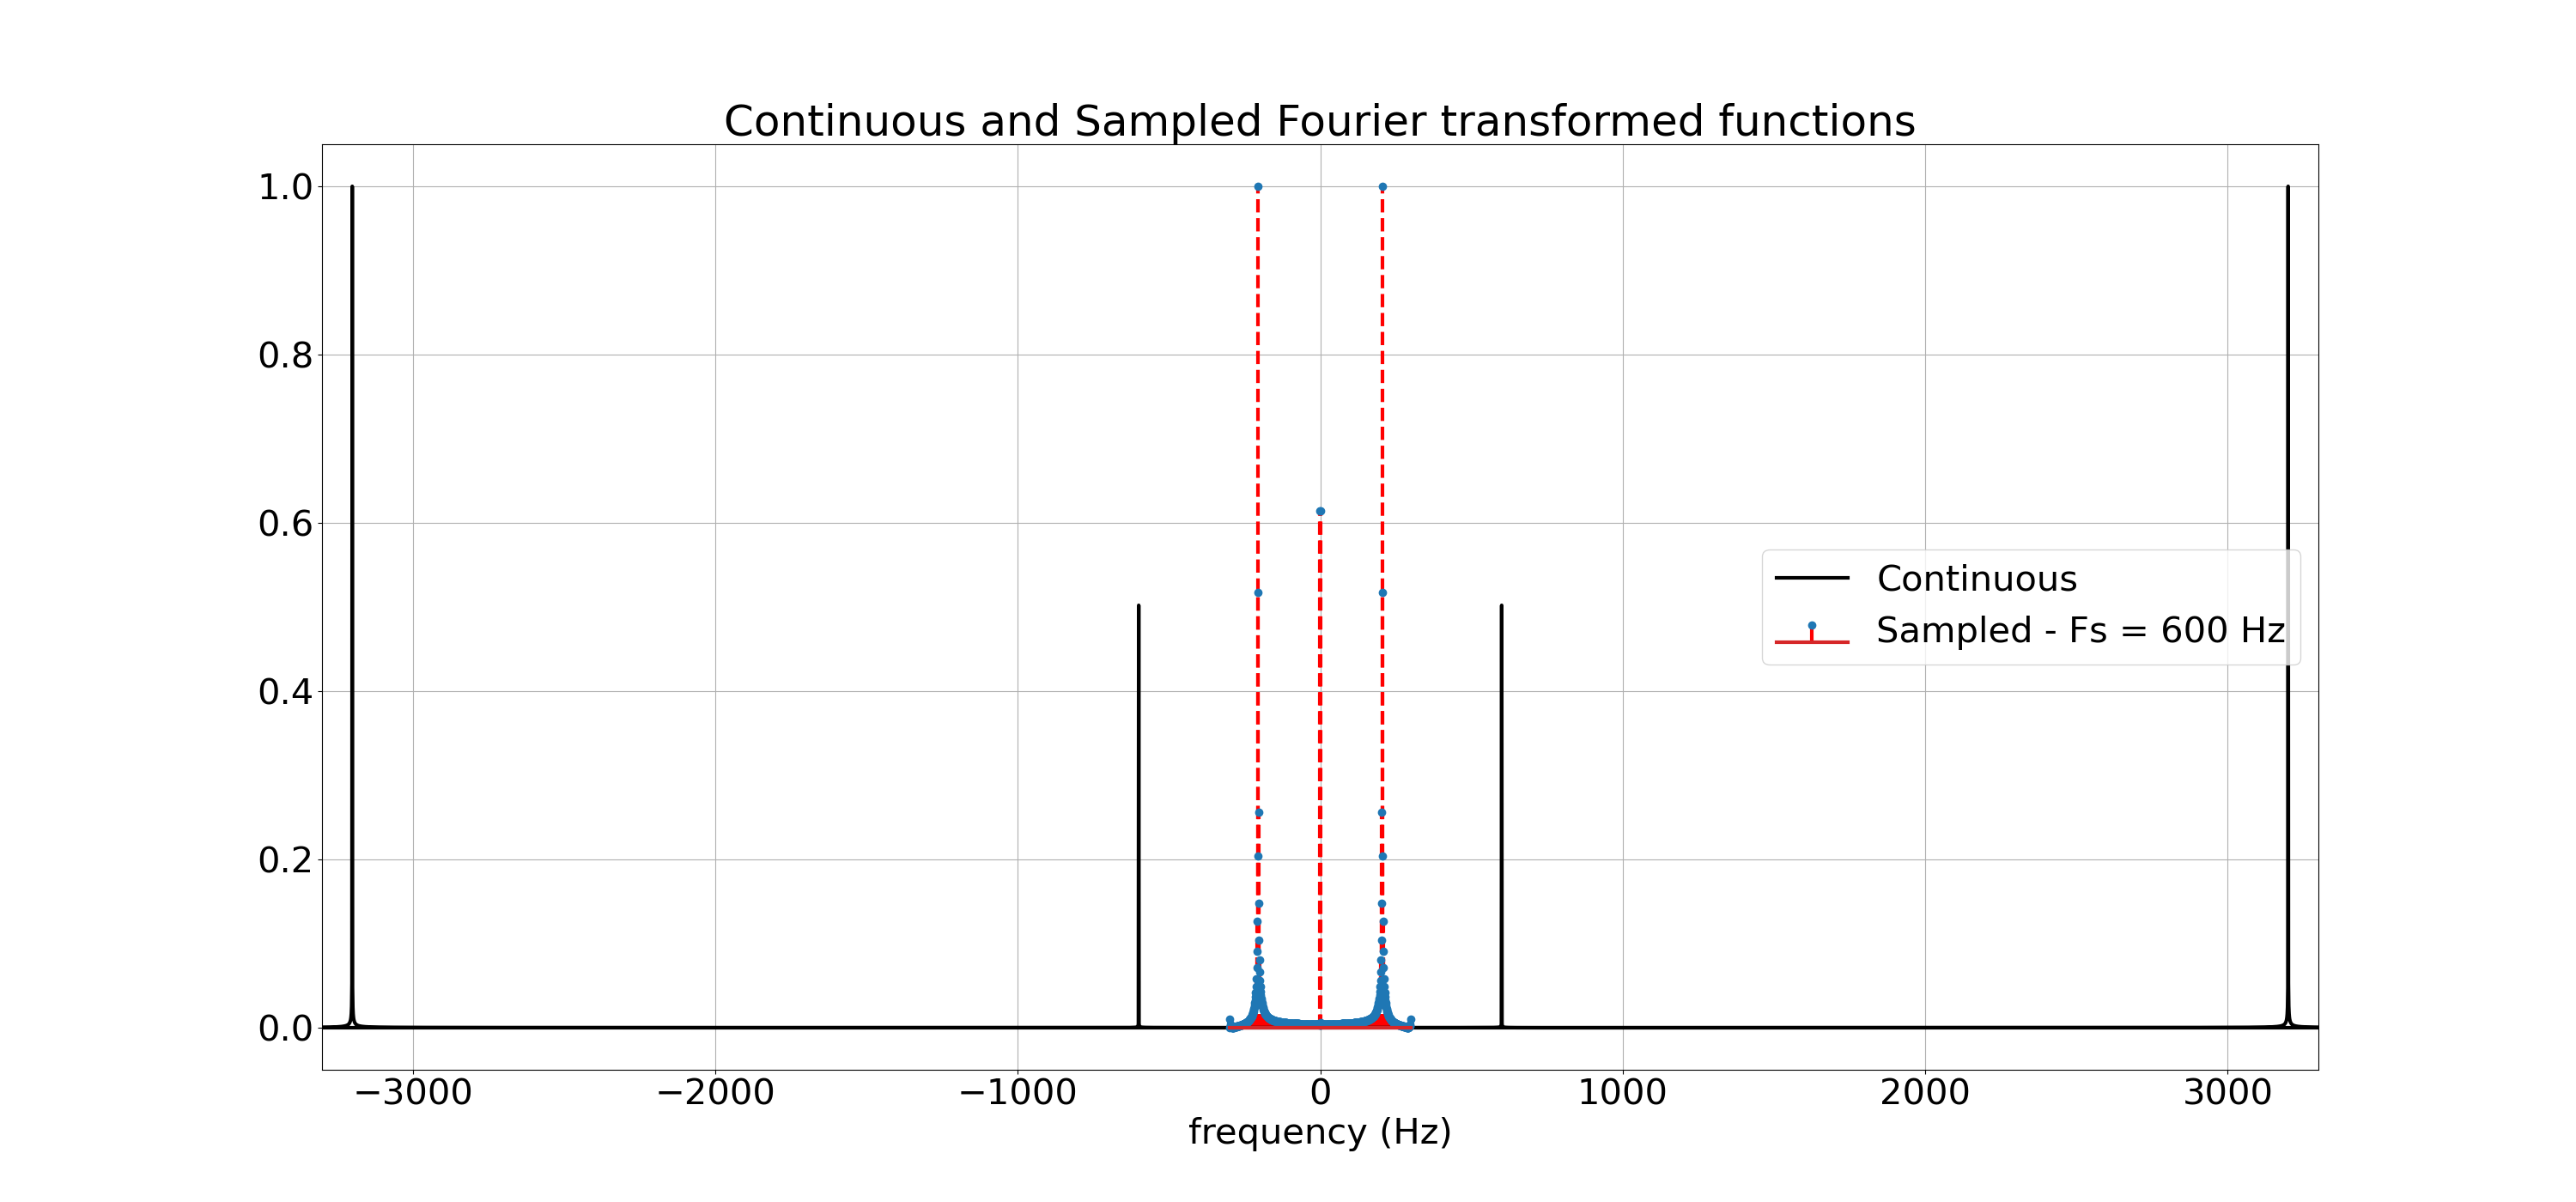 Continuous and Sampled Fourier transformed functions
1.0
0.8
0.6
0.4
0.2
0.0
Continuous
Sampled - Fs = 600 Hz
−3000 −2000 −1000 0 1000 2000 3000
frequency (Hz)